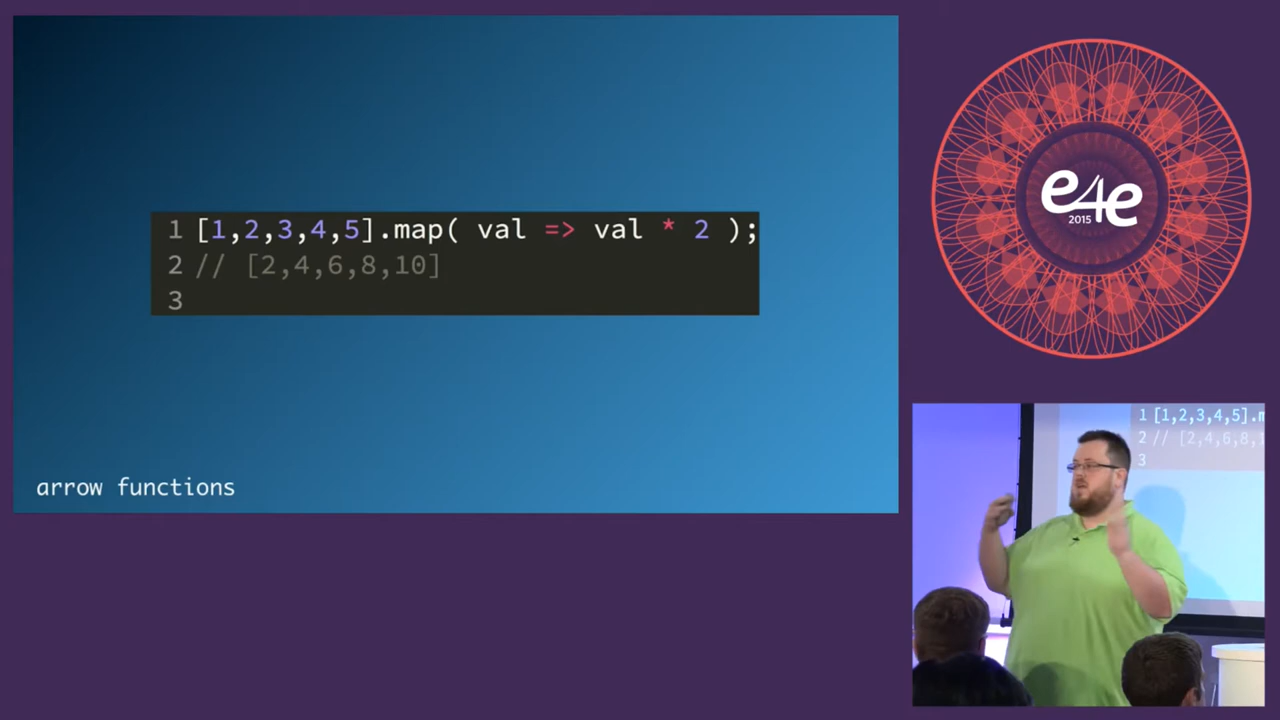 1 [1,2,3,4,5].map( val => val * 2 );
2 // [2,4,6,8,10]
3
arrow functions
e4e
2015
1 [1,2,3,4,5].m
2 // [2,4,6,8,1
3